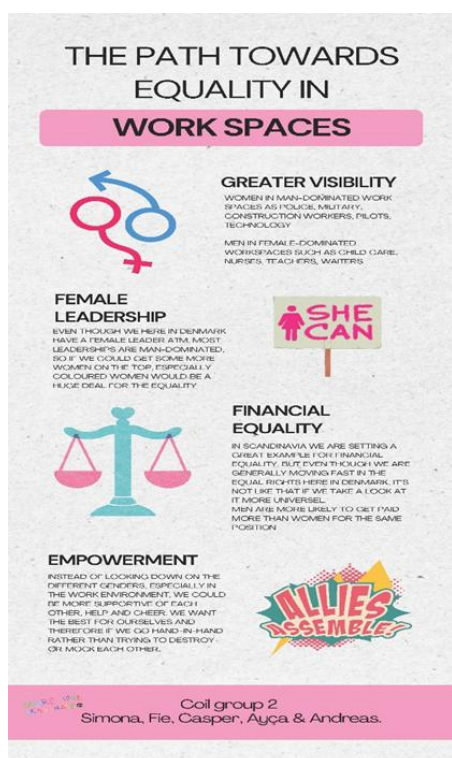 THE PATH TOWARDS
EQUALITY IN
WORK SPACES
GREATER VISIBILITY
WOMEN IN MAN-DOMINATED WORK
SPACES AS POLICE, MILITARY,
CONSTRUCTION WORKERS, PILOTS,
TECHNOLOGY
MEN IN FEMALE-DOMINATED
WORKSPACES SUCH AS CHILD CARE,
NURSES, TEACHERS, WAITERS
FEMALE
LEADERSHIP
EVEN THOUGH WE HERE IN DENMARK
HAVE A FEMALE LEADER ATM, MOST
LEADERSHIPS ARE MAN-DOMINATED,
SO IF WE COULD GET SOME MORE
WOMEN ON THE TOP, ESPECIALLY
COLOURED WOMEN WOULD BE A
HUGE DEAL FOR THE EQUALITY
SHE
CAN
FINANCIAL
EQUALITY
IN SCANDINAVIA WE ARE SETTING A
GREAT EXAMPLE FOR FINANCIAL
EQUALITY, BUT EVEN THOUGH WE ARE
GENERALLY MOVING FAST IN THE
EQUAL RIGHTS HERE IN DENMARK, IT'S
NOT LIKE THAT IF WE TAKE A LOOK AT
IT MORE UNIVERSEL.
MEN ARE MORE LIKELY TO GET PAID
MORE THAN WOMEN FOR THE SAME
POSITION
EMPOWERMENT
INSTEAD OF LOOKING DOWN ON THE
DIFFERENT GENDERS, ESPECIALLY IN
THE WORK ENVIRONMENT, WE COULD
BE MORE SUPPORTIVE OF EACH
OTHER, HELP AND CHEER. WE WANT
THE BEST FOR OURSELVES AND
THEREFORE IF WE GO HAND-IN-HAND
RATHER THAN TRYING TO DESTROY
OR MOCK EACH OTHER.
ALLIES
ASSEMBLE!
Coil group 2
Simona, Fie, Casper, Ayça & Andreas.